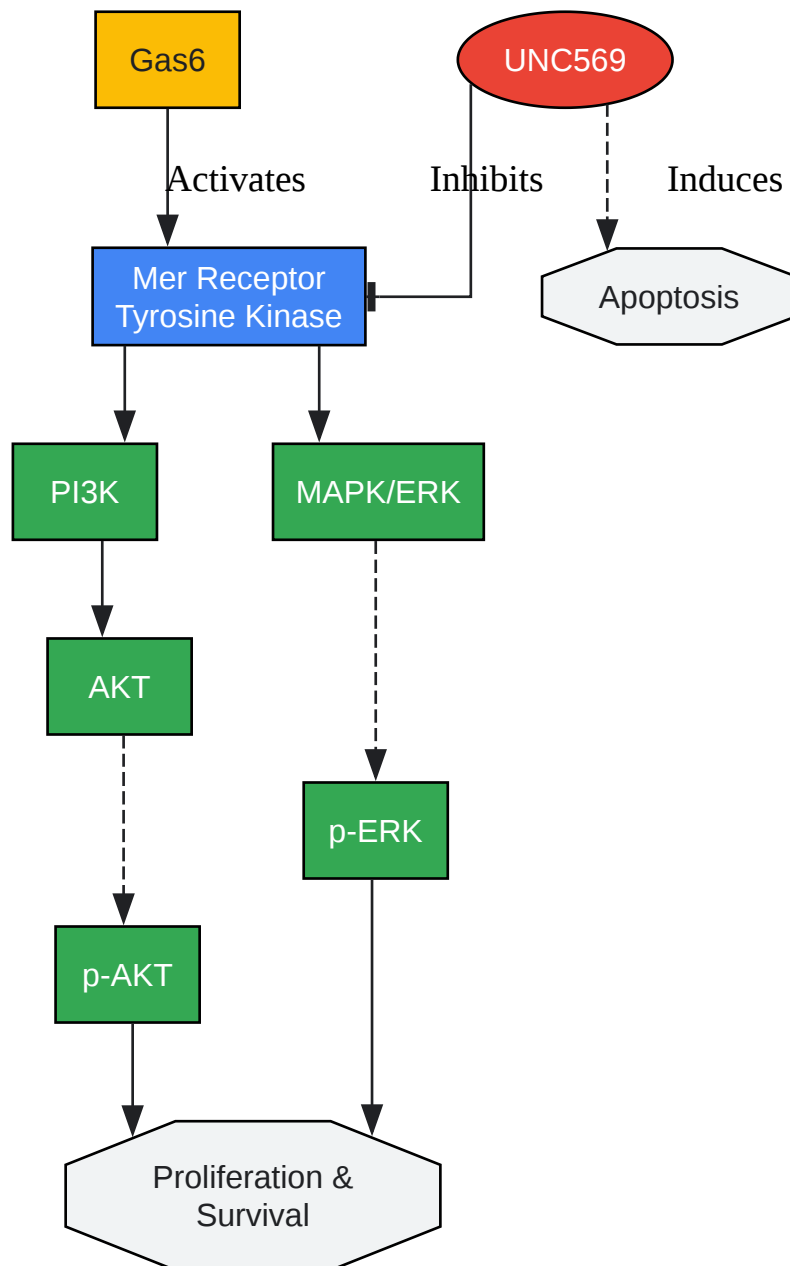 Gas6
UNC569
Activates
Inhibits
Induces
Mer Receptor
Tyrosine Kinase
Apoptosis
PI3K
MAPK/ERK
AKT
p-ERK
p-AKT
Proliferation &
Survival